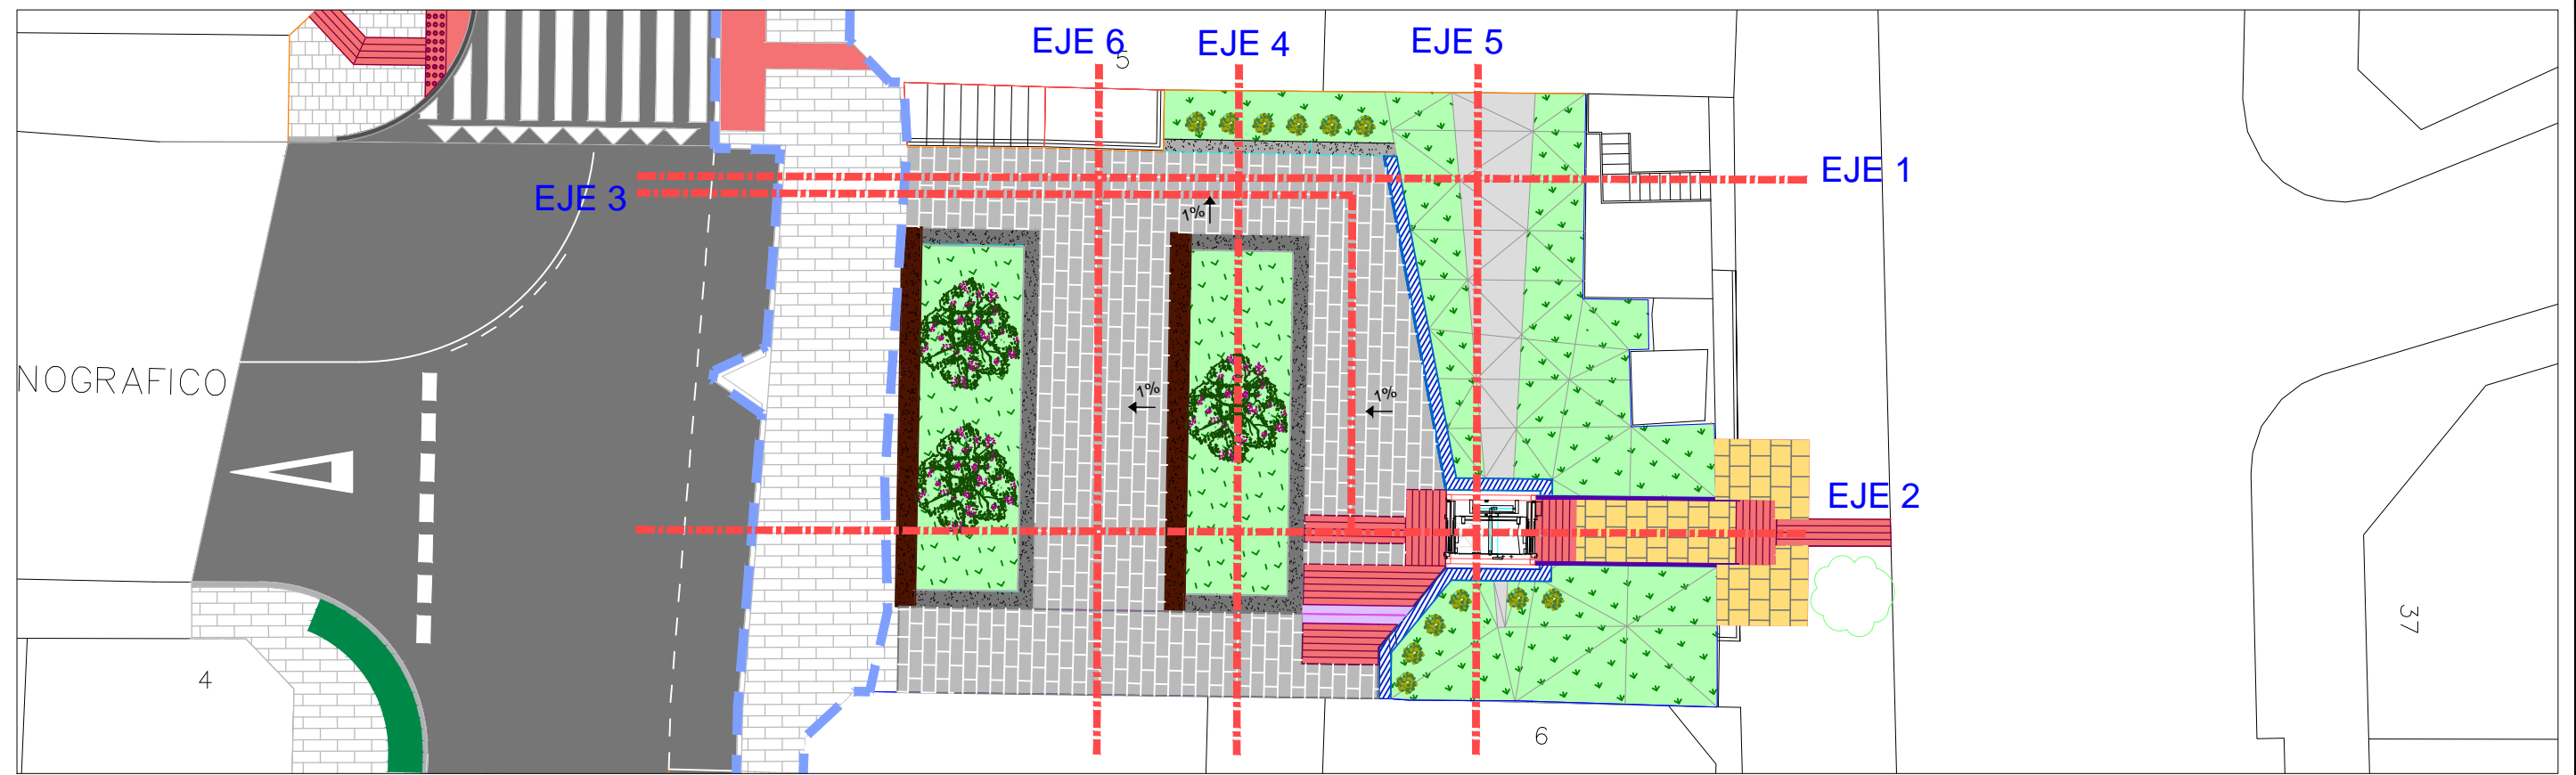 EJE 6
EJE 4
EJE 5
5
EJE 1
EJE 3
1%
NOGRAFICO
1%
1%
EJE 2
37
4
6